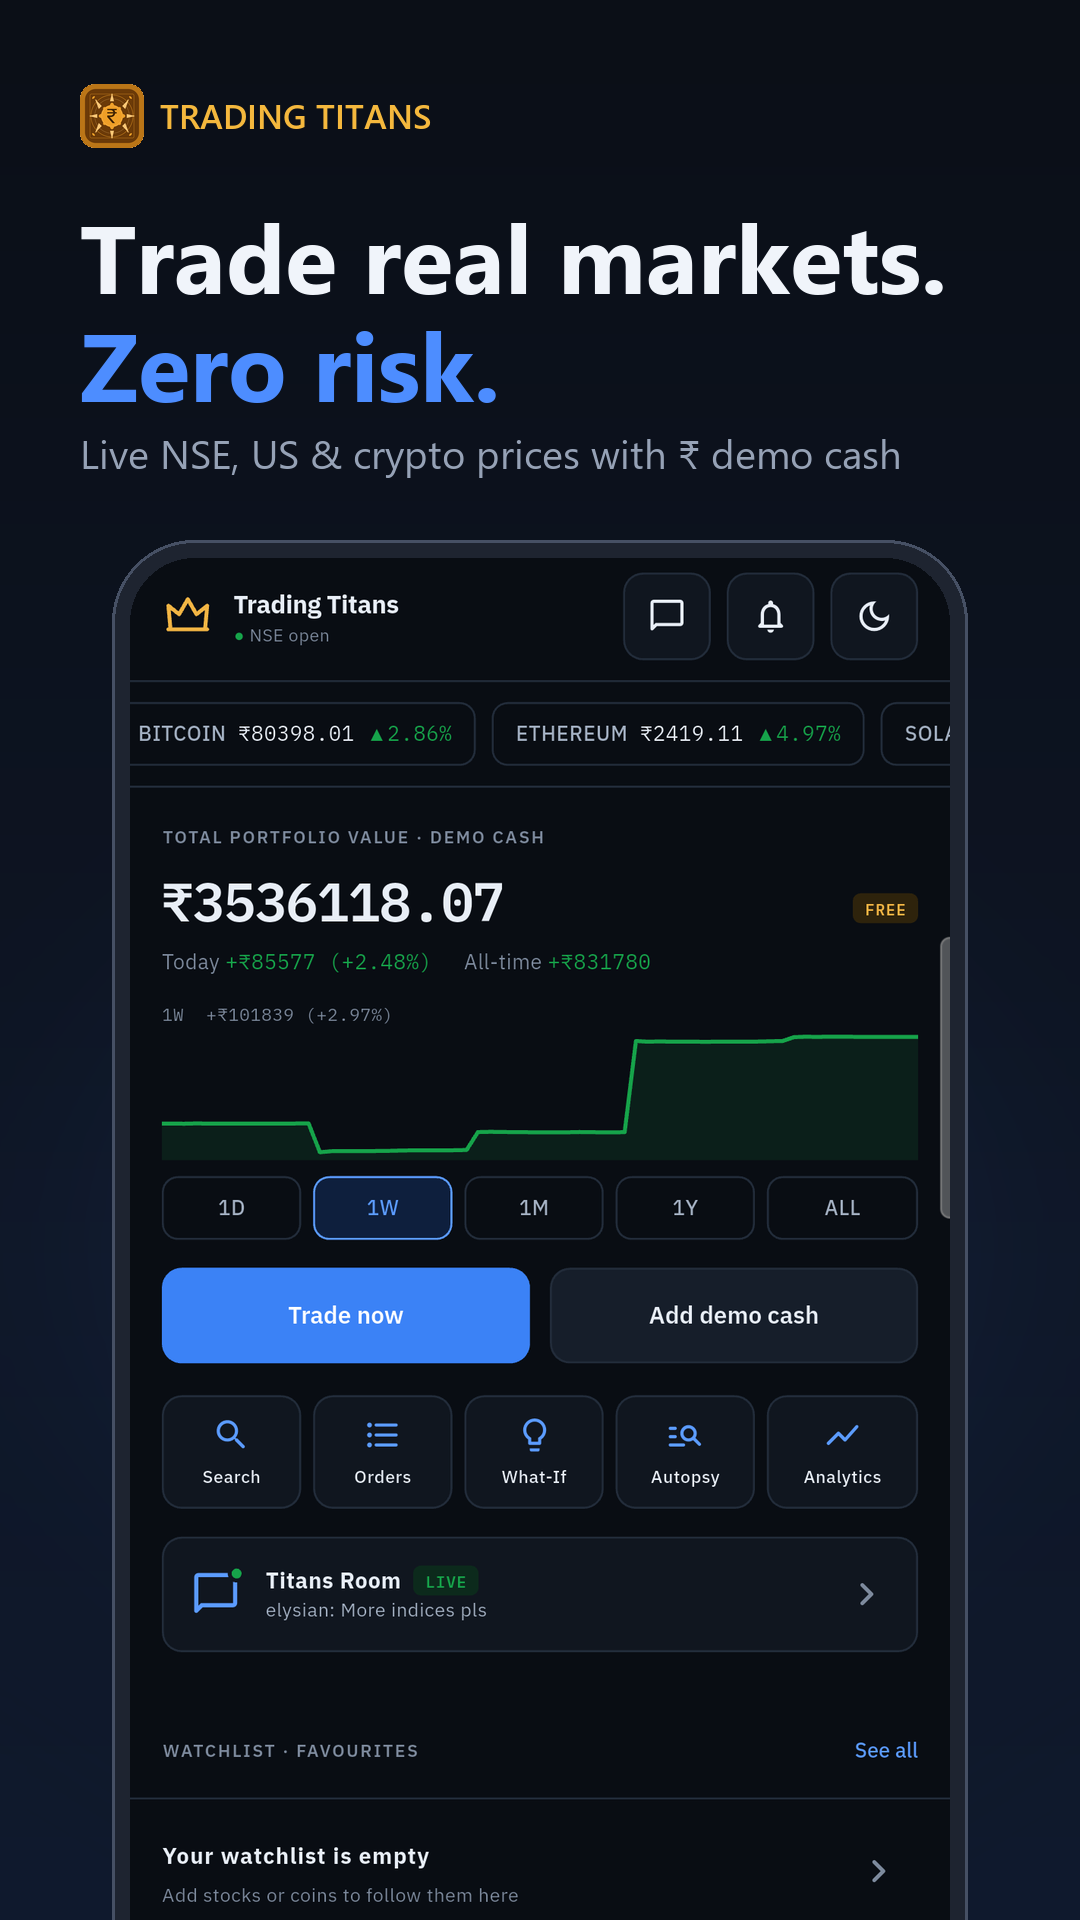 TRADING TITANS
Trade real markets.
Zero risk.
Live NSE, US & crypto prices with ₹ demo cash
Trading Titans
● NSE open
BITCOIN ₹80398.01 ▲2.86%
ETHEREUM ₹2419.11 ▲4.97%
SOLA
TOTAL PORTFOLIO VALUE · DEMO CASH
₹3536118.07
FREE
Today +₹85577 (+2.48%) All-time +₹831780
1W +₹101839 (+2.97%)
1D 1W 1M 1Y ALL
Trade now Add demo cash
Search Orders What-If Autopsy Analytics
Titans Room LIVE
elysian: More indices pls
WATCHLIST · FAVOURITES See all
Your watchlist is empty
Add stocks or coins to follow them here